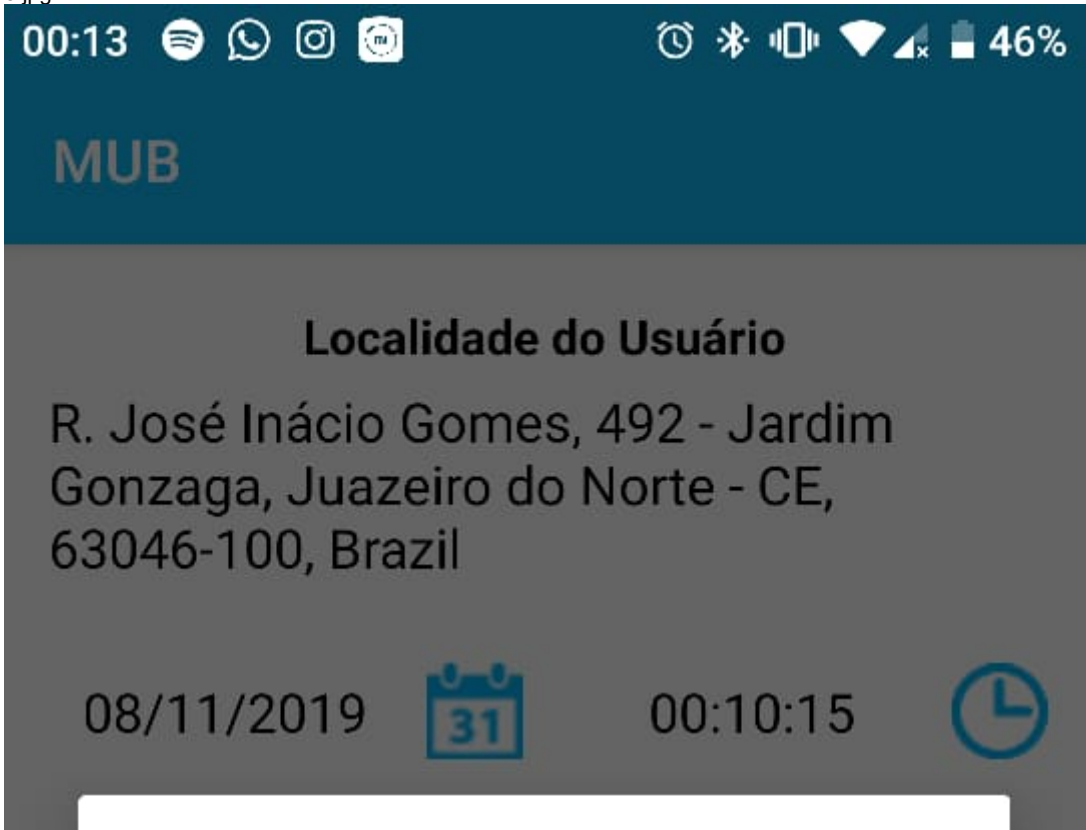 00:13 46%
MUB
Localidade do Usuário
R. José Inácio Gomes, 492 - Jardim
Gonzaga, Juazeiro do Norte - CE,
63046-100, Brazil
08/11/2019 31 00:10:15